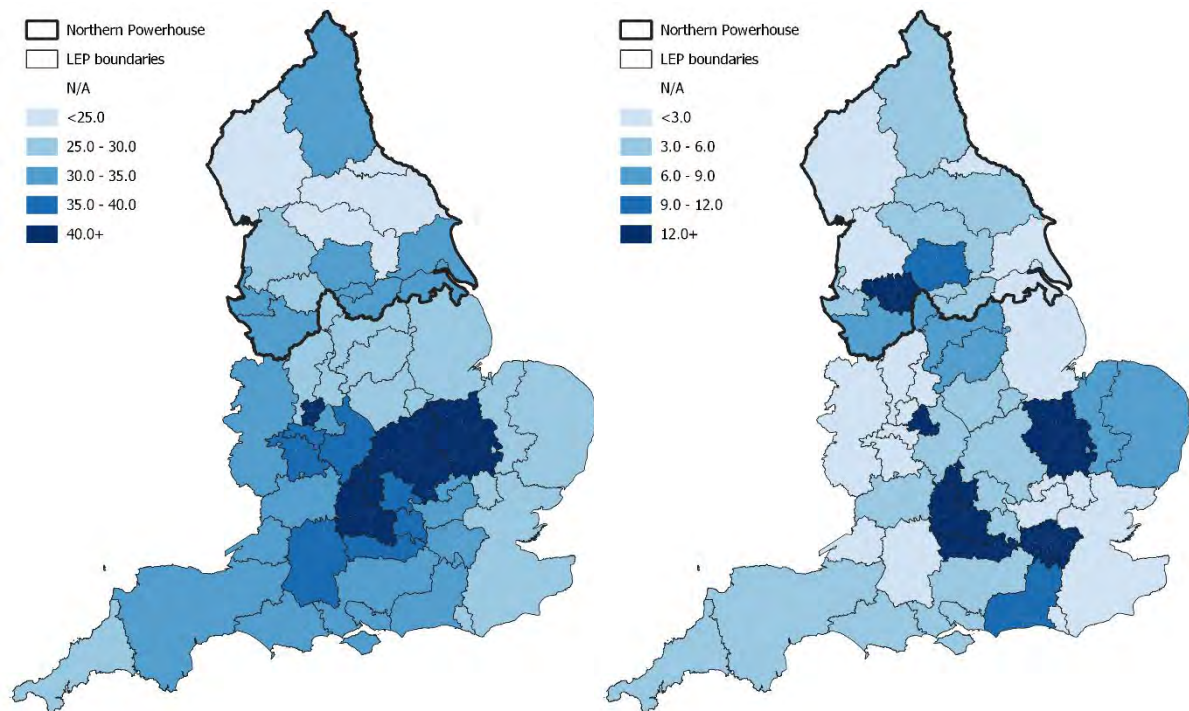 Northern Powerhouse
LEP boundaries
N/A
<25.0
25.0 - 30.0
30.0 - 35.0
35.0 - 40.0
40.0+
Northern Powerhouse
LEP boundaries
N/A
<3.0
3.0 - 6.0
6.0 - 9.0
9.0 - 12.0
12.0+